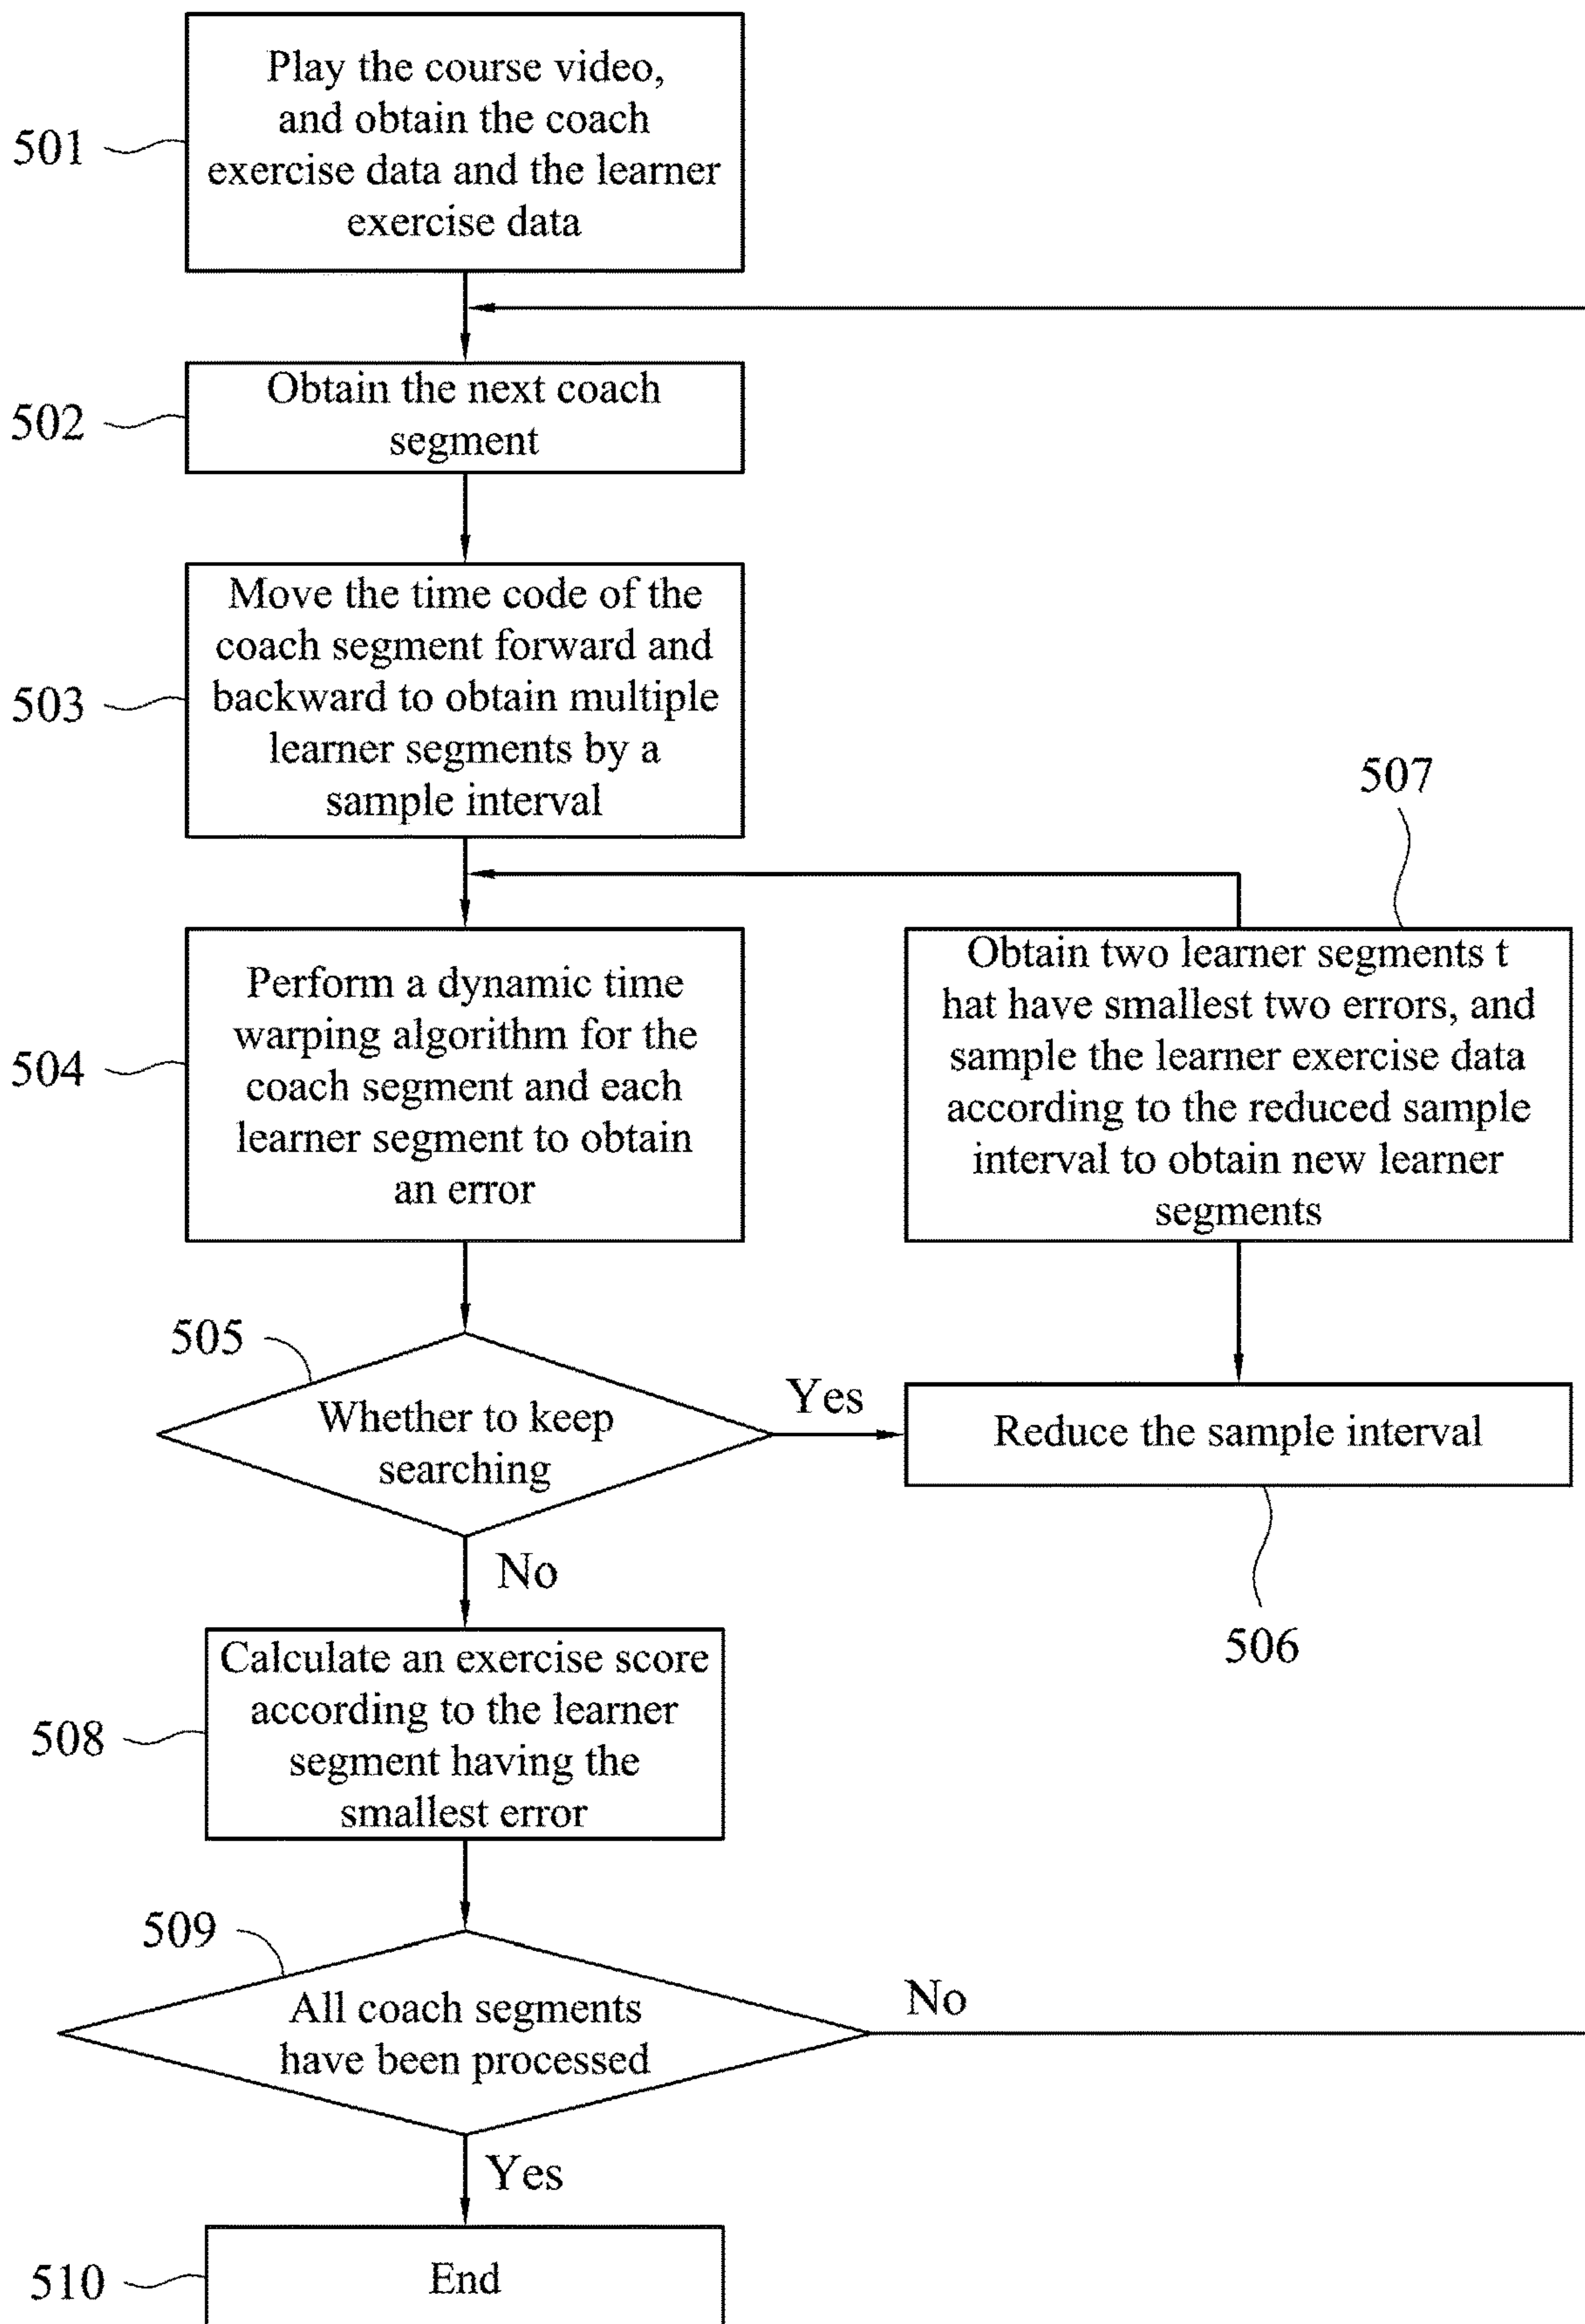 501
Play the course video,
and obtain the coach
exercise data and the learner
exercise data
502
Obtain the next coach
segment
503
Move the time code of the
coach segment forward and
backward to obtain multiple
learner segments by a
sample interval
504
Perform a dynamic time
warping algorithm for the
coach segment and each
learner segment to obtain
an error
507
Obtain two learner segments t
hat have smallest two errors, and
sample the learner exercise data
according to the reduced sample
interval to obtain new learner
segments
505
Whether to keep
searching
Yes
Reduce the sample interval
506
No
508
Calculate an exercise score
according to the learner
segment having the
smallest error
509
All coach segments
have been processed
No
Yes
510
End